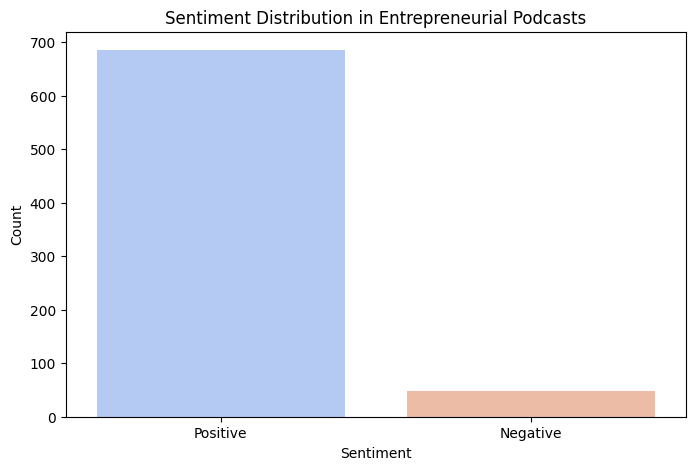 Sentiment Distribution in Entrepreneurial Podcasts
700
600
500
400
300
200
100
0
Count
Positive
Negative
Sentiment